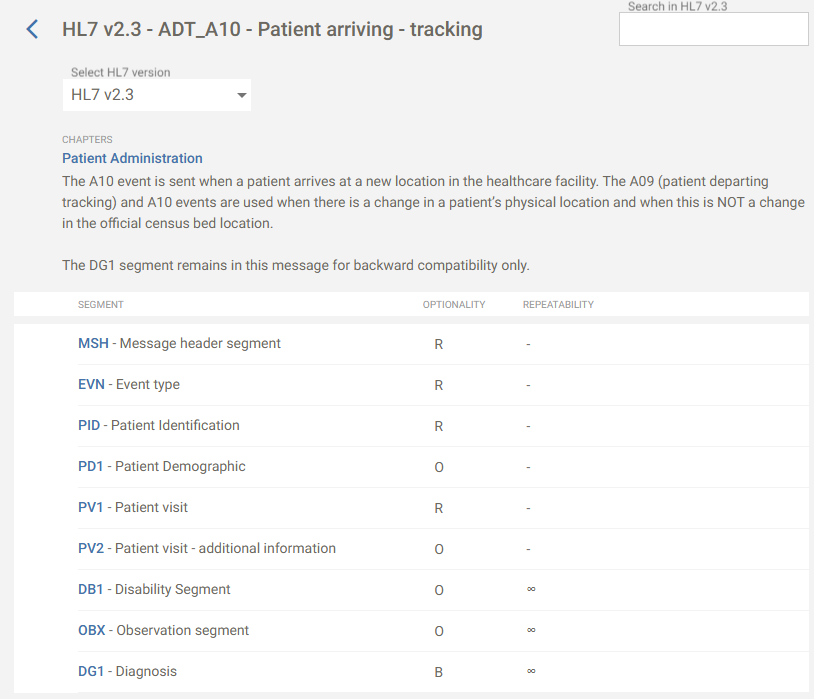 Search in HL7 v2.3
HL7 v2.3 - ADT_A10 - Patient arriving - tracking
Select HL7 version
HL7 v2.3
CHAPTERS
Patient Administration
The A10 event is sent when a patient arrives at a new location in the healthcare facility. The A09 (patient departing
tracking) and A10 events are used when there is a change in a patient’s physical location and when this is NOT a change
in the official census bed location.
The DG1 segment remains in this message for backward compatibility only.
SEGMENT OPTIONALITY REPEATABILITY
MSH - Message header segment R -
EVN - Event type R -
PID - Patient Identification R -
PD1 - Patient Demographic O -
PV1 - Patient visit R -
PV2 - Patient visit - additional information O -
DB1 - Disability Segment O ∞
OBX - Observation segment O ∞
DG1 - Diagnosis B ∞